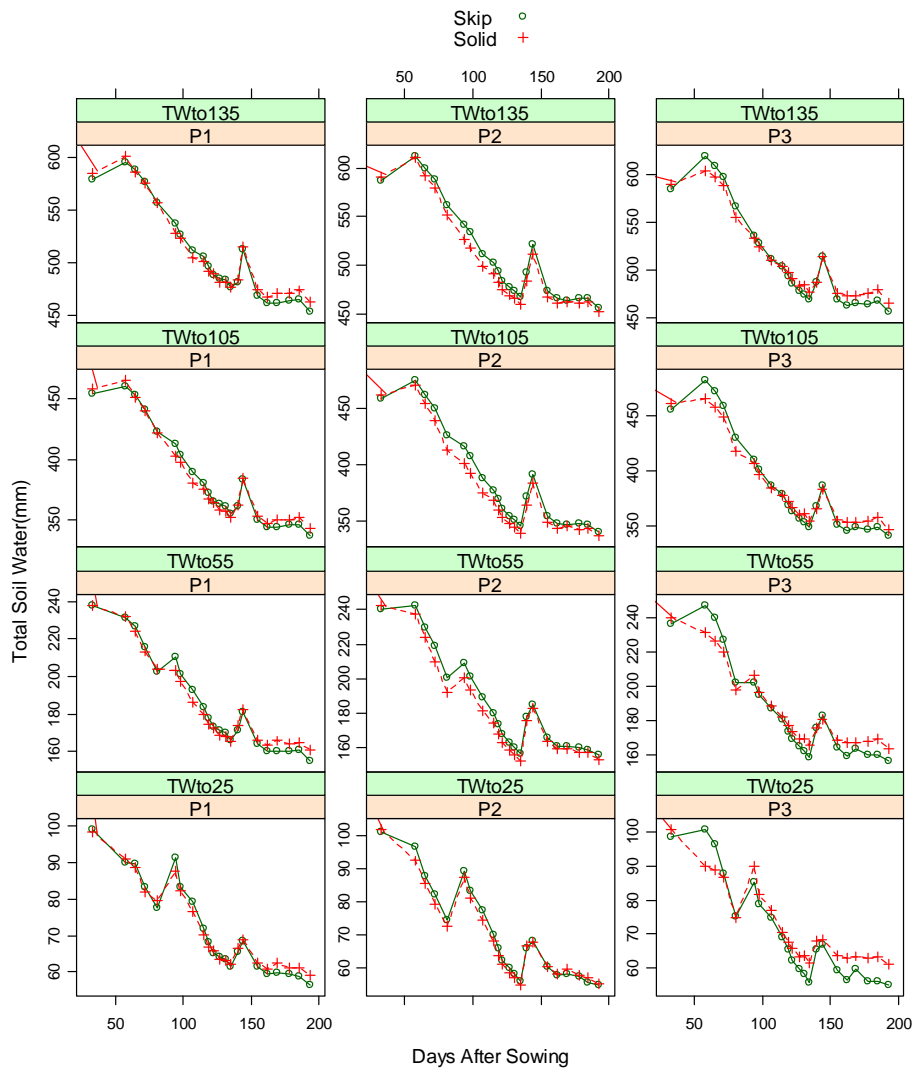 Skip
Solid
50 100 150 200
TWto135 TWto135 TWto135
P1 P2 P3
600 550 500 450
600 550 500 450
600 550 500 450
TWto105 TWto105 TWto105
P1 P2 P3
450 400 350
450 400 350
450 400 350
TWto55 TWto55 TWto55
P1 P2 P3
240 220 200 180 160
240 220 200 180 160
240 220 200 180 160
TWto25 TWto25 TWto25
P1 P2 P3
100 90 80 70 60
100 90 80 70 60
100 90 80 70 60
50 100 150 200
50 100 150 200
Total Soil Water(mm)
Days After Sowing